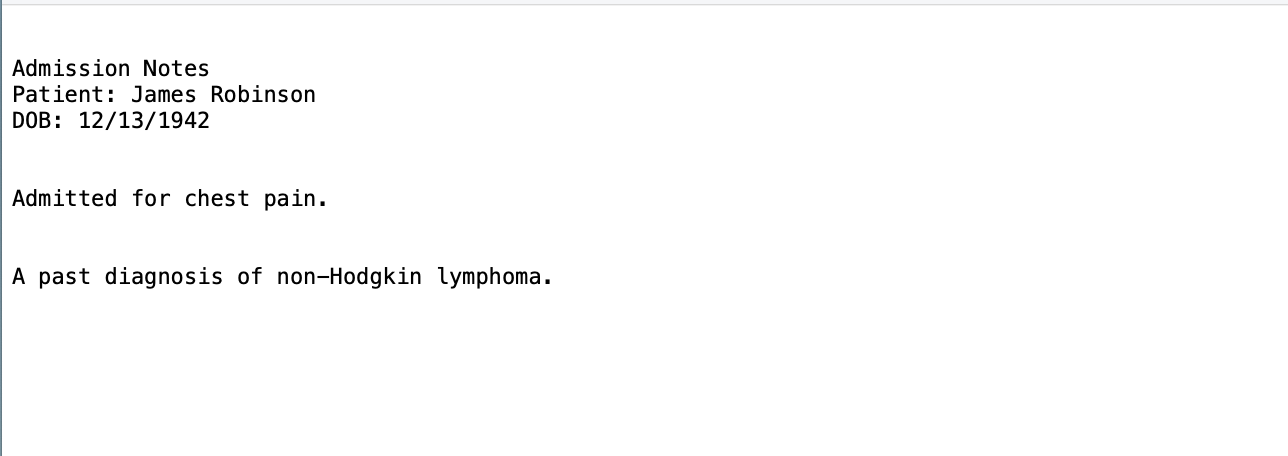 Admission Notes
Patient: James Robinson
DOB: 12/13/1942
Admitted for chest pain.
A past diagnosis of non-Hodgkin lymphoma.